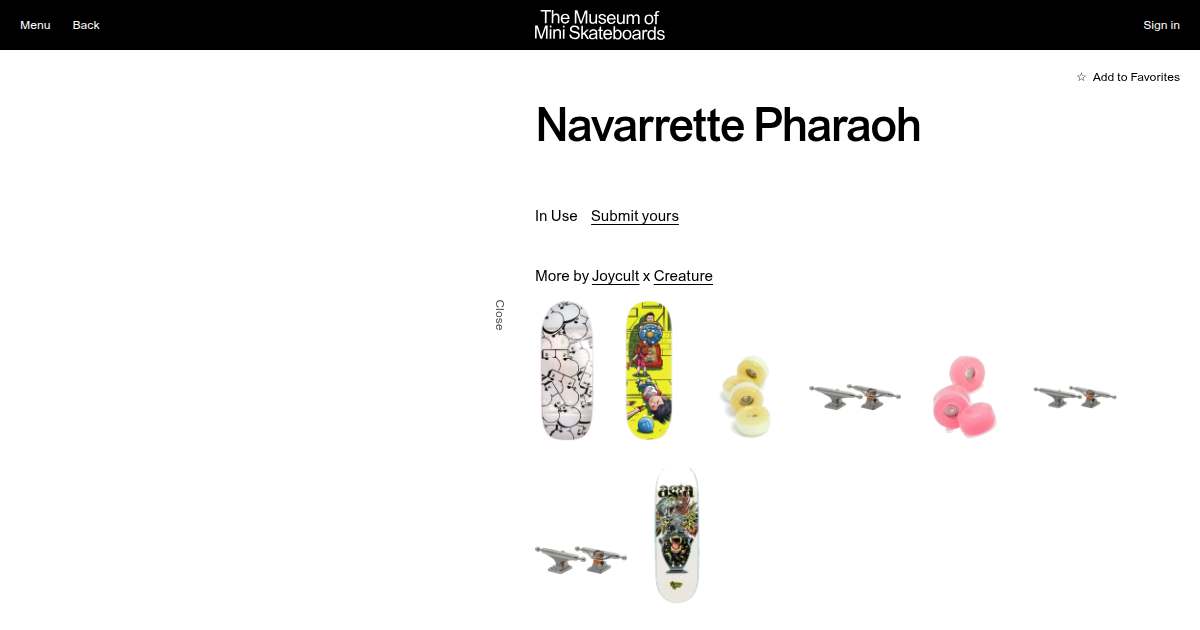 Menu
Back
The Museum of
Mini Skateboards
Sign in
☆ Add to Favorites
Navarrette Pharaoh
In Use Submit yours
More by Joycult x Creature
Close
asta